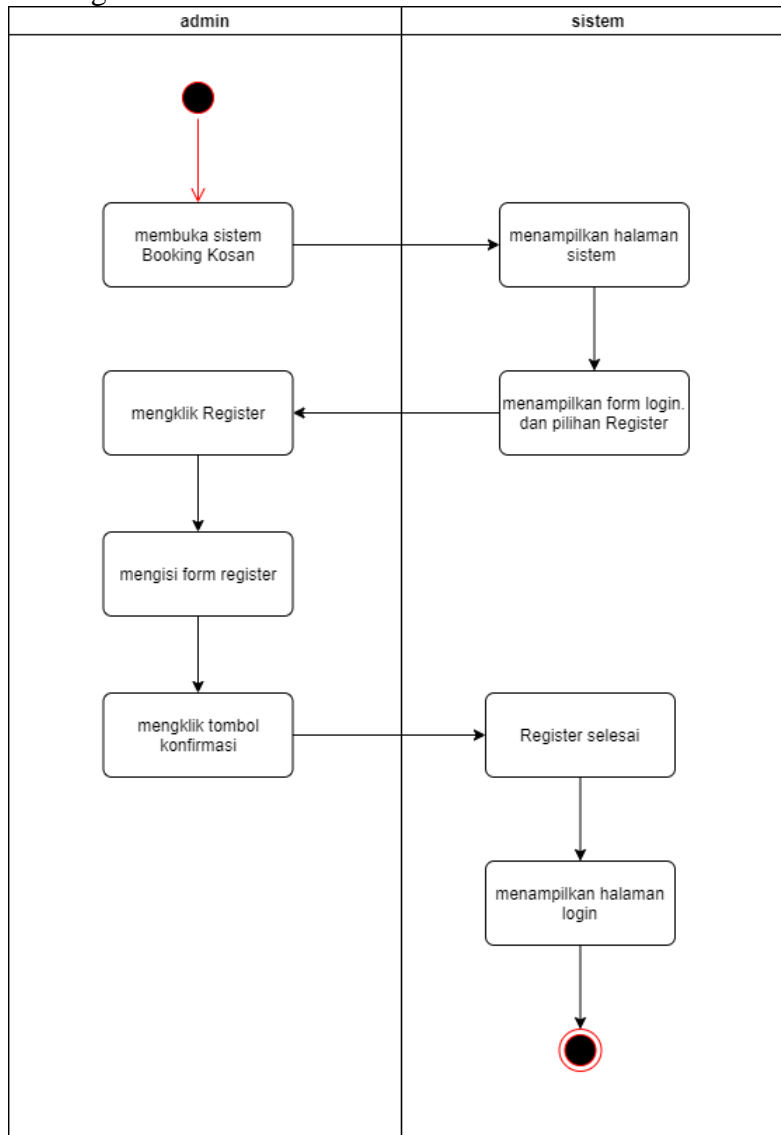 admin
sistem
membuka sistem
Booking Kosan
menampilkan halaman
sistem
mengklik Register
menampilkan form login.
dan pilihan Register
mengisi form register
mengklik tombol
konfirmasi
Register selesai
menampilkan halaman
login